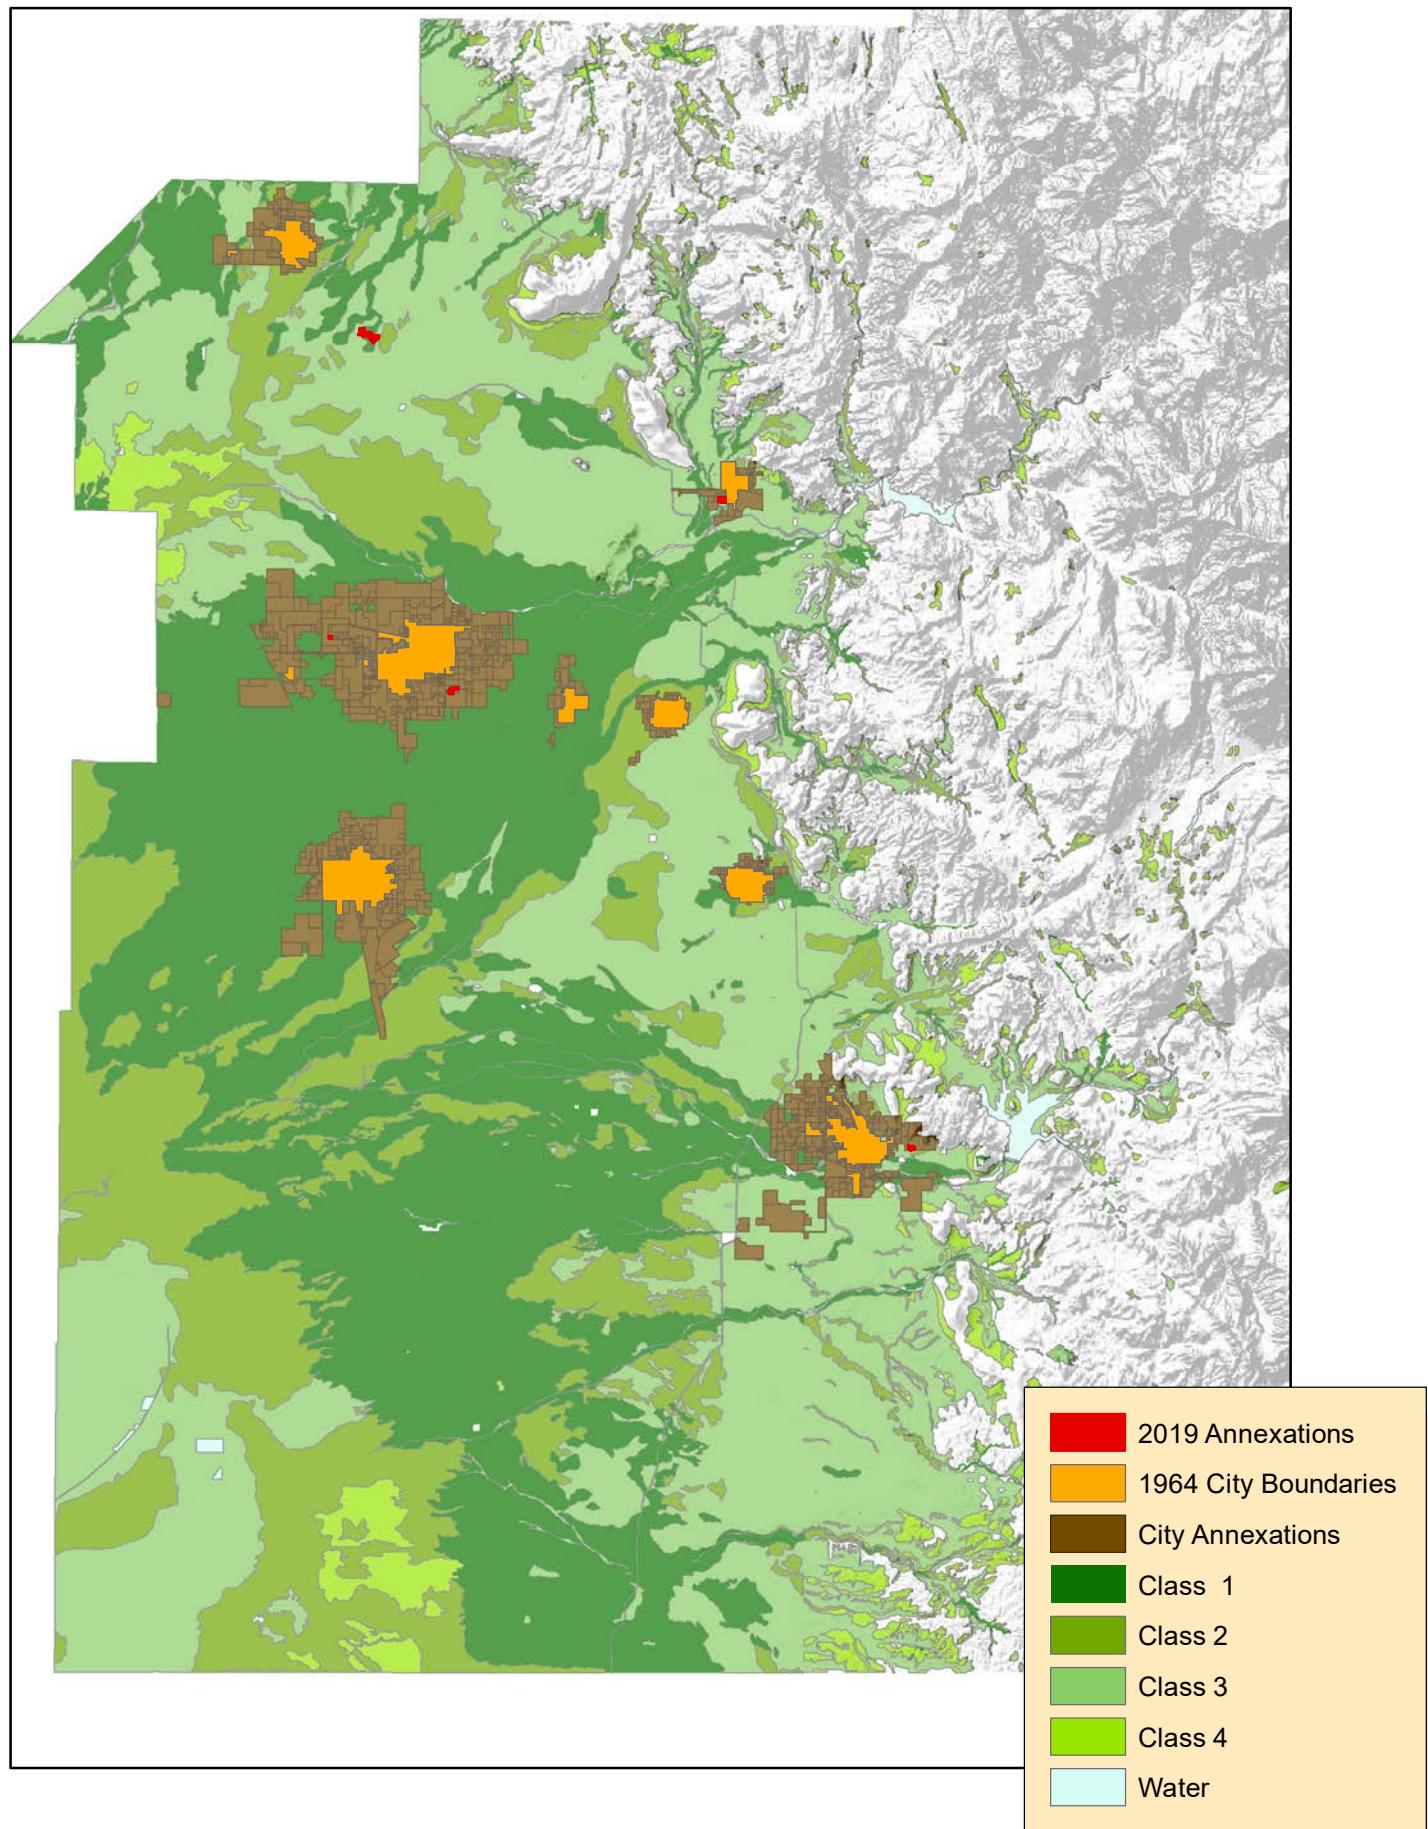 2019 Annexations
1964 City Boundaries
City Annexations
Class 1
Class 2
Class 3
Class 4
Water